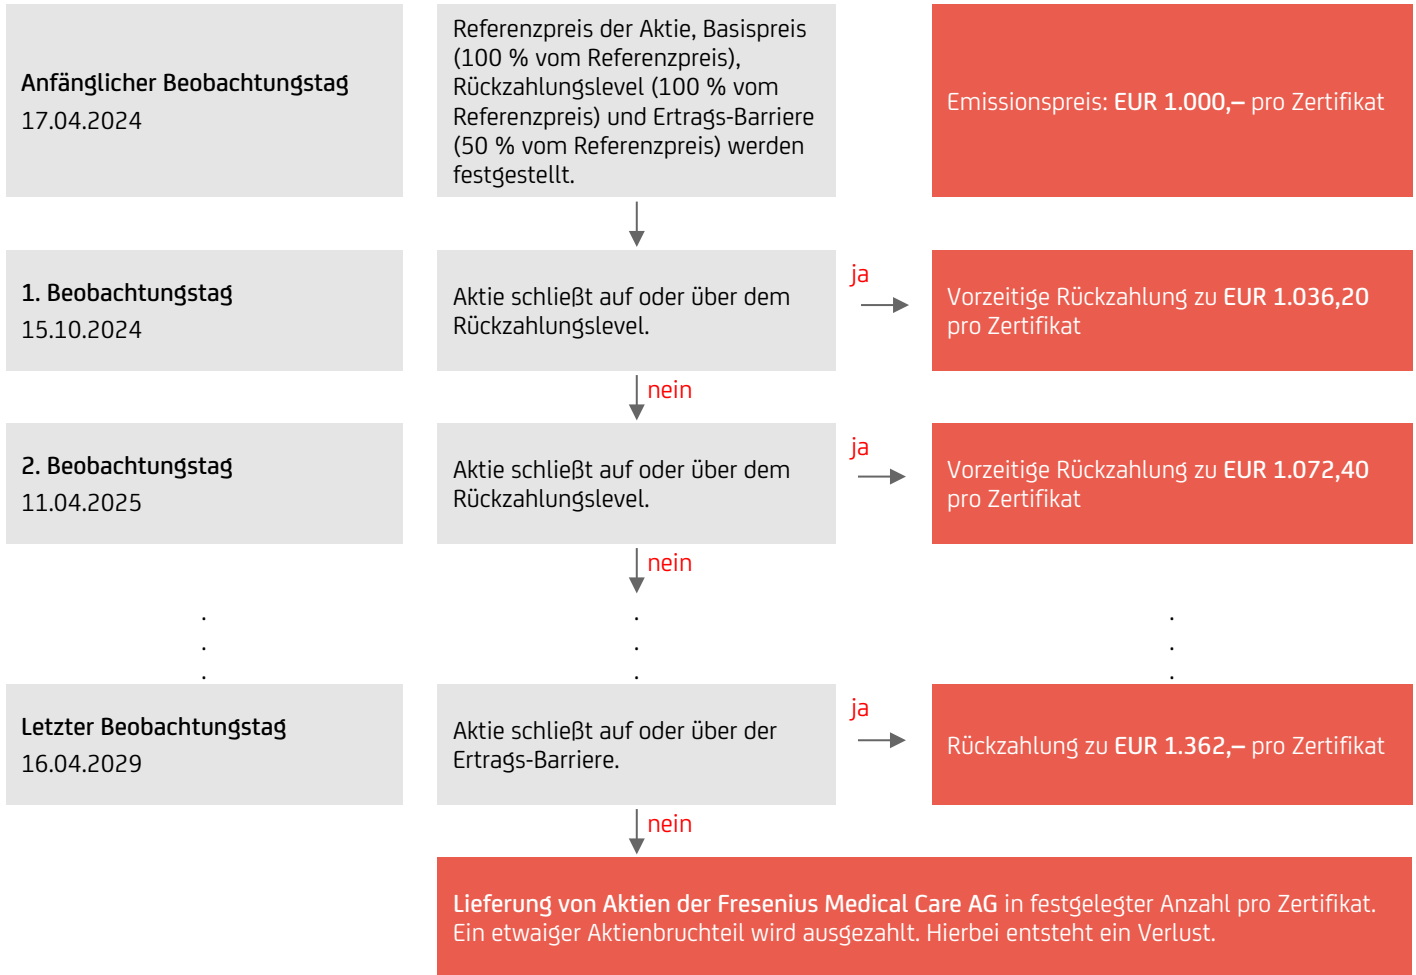 Anfänglicher Beobachtungstag
17.04.2024
Referenzpreis der Aktie, Basispreis
(100 % vom Referenzpreis),
Rückzahlungslevel (100 % vom
Referenzpreis) und Ertrags-Barriere
(50 % vom Referenzpreis) werden
festgestellt.
Emissionspreis: EUR 1.000,– pro Zertifikat
1. Beobachtungstag
15.10.2024
Aktie schließt auf oder über dem
Rückzahlungslevel.
ja
Vorzeitige Rückzahlung zu EUR 1.036,20
pro Zertifikat
nein
2. Beobachtungstag
11.04.2025
Aktie schließt auf oder über dem
Rückzahlungslevel.
ja
Vorzeitige Rückzahlung zu EUR 1.072,40
pro Zertifikat
nein
. . .
. . .
. . .
Letzter Beobachtungstag
16.04.2029
Aktie schließt auf oder über der
Ertrags-Barriere.
ja
Rückzahlung zu EUR 1.362,– pro Zertifikat
nein
Lieferung von Aktien der Fresenius Medical Care AG in festgelegter Anzahl pro Zertifikat.
Ein etwaiger Aktienbruchteil wird ausgezahlt. Hierbei entsteht ein Verlust.